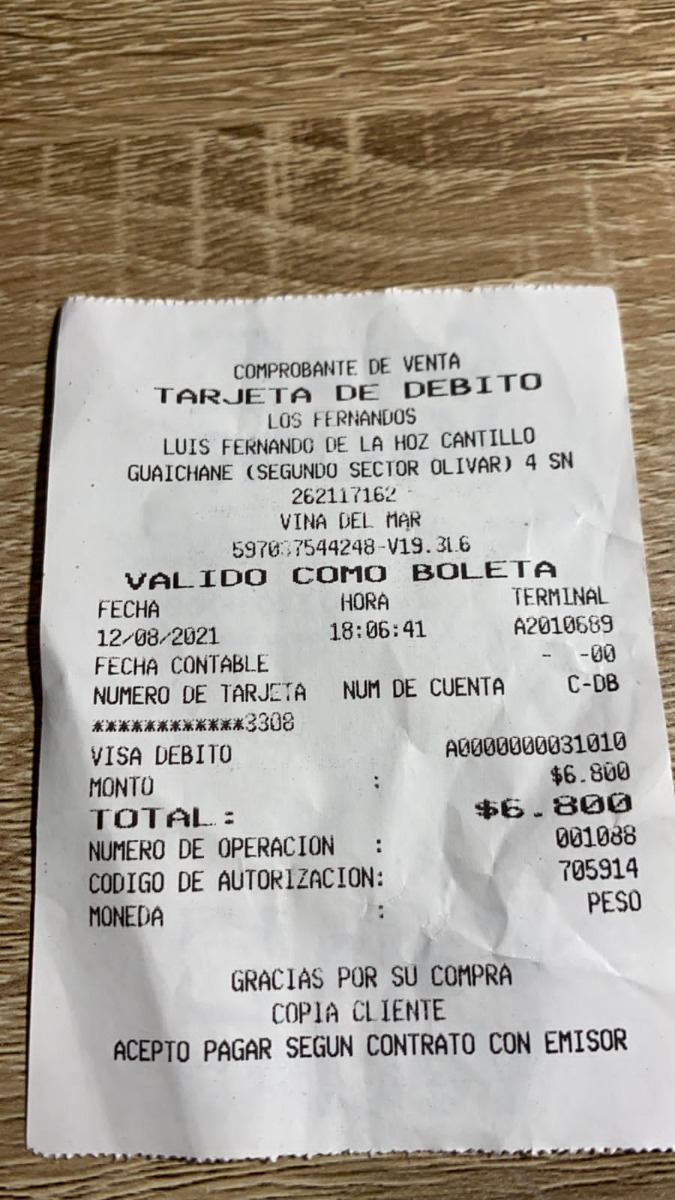 COMPROBANTE DE VENTA
TARJETA DE DEBITO
LOS FERNANDOS
LUIS FERNANDO DE LA HOZ CANTILLO
GUAICHANE (SEGUNDO SECTOR OLIVAR) 4 SN
262117162
VINA DEL MAR
VALIDO COMO BOLETA
FECHA HORA TERMINAL
12/08/2021 18:06:41 A2010689
FECHA CONTABLE - -00
NUMERO DE TARJETA NUM DE CUENTA C-DB
************3308
VISA DEBITO A0000000031010
MONTO : $6.800
TOTAL: $6.800
NUMERO DE OPERACION : 001088
CODIGO DE AUTORIZACION: 705914
MONEDA : PESO
GRACIAS POR SU COMPRA
COPIA CLIENTE
ACEPTO PAGAR SEGUN CONTRATO CON EMISOR